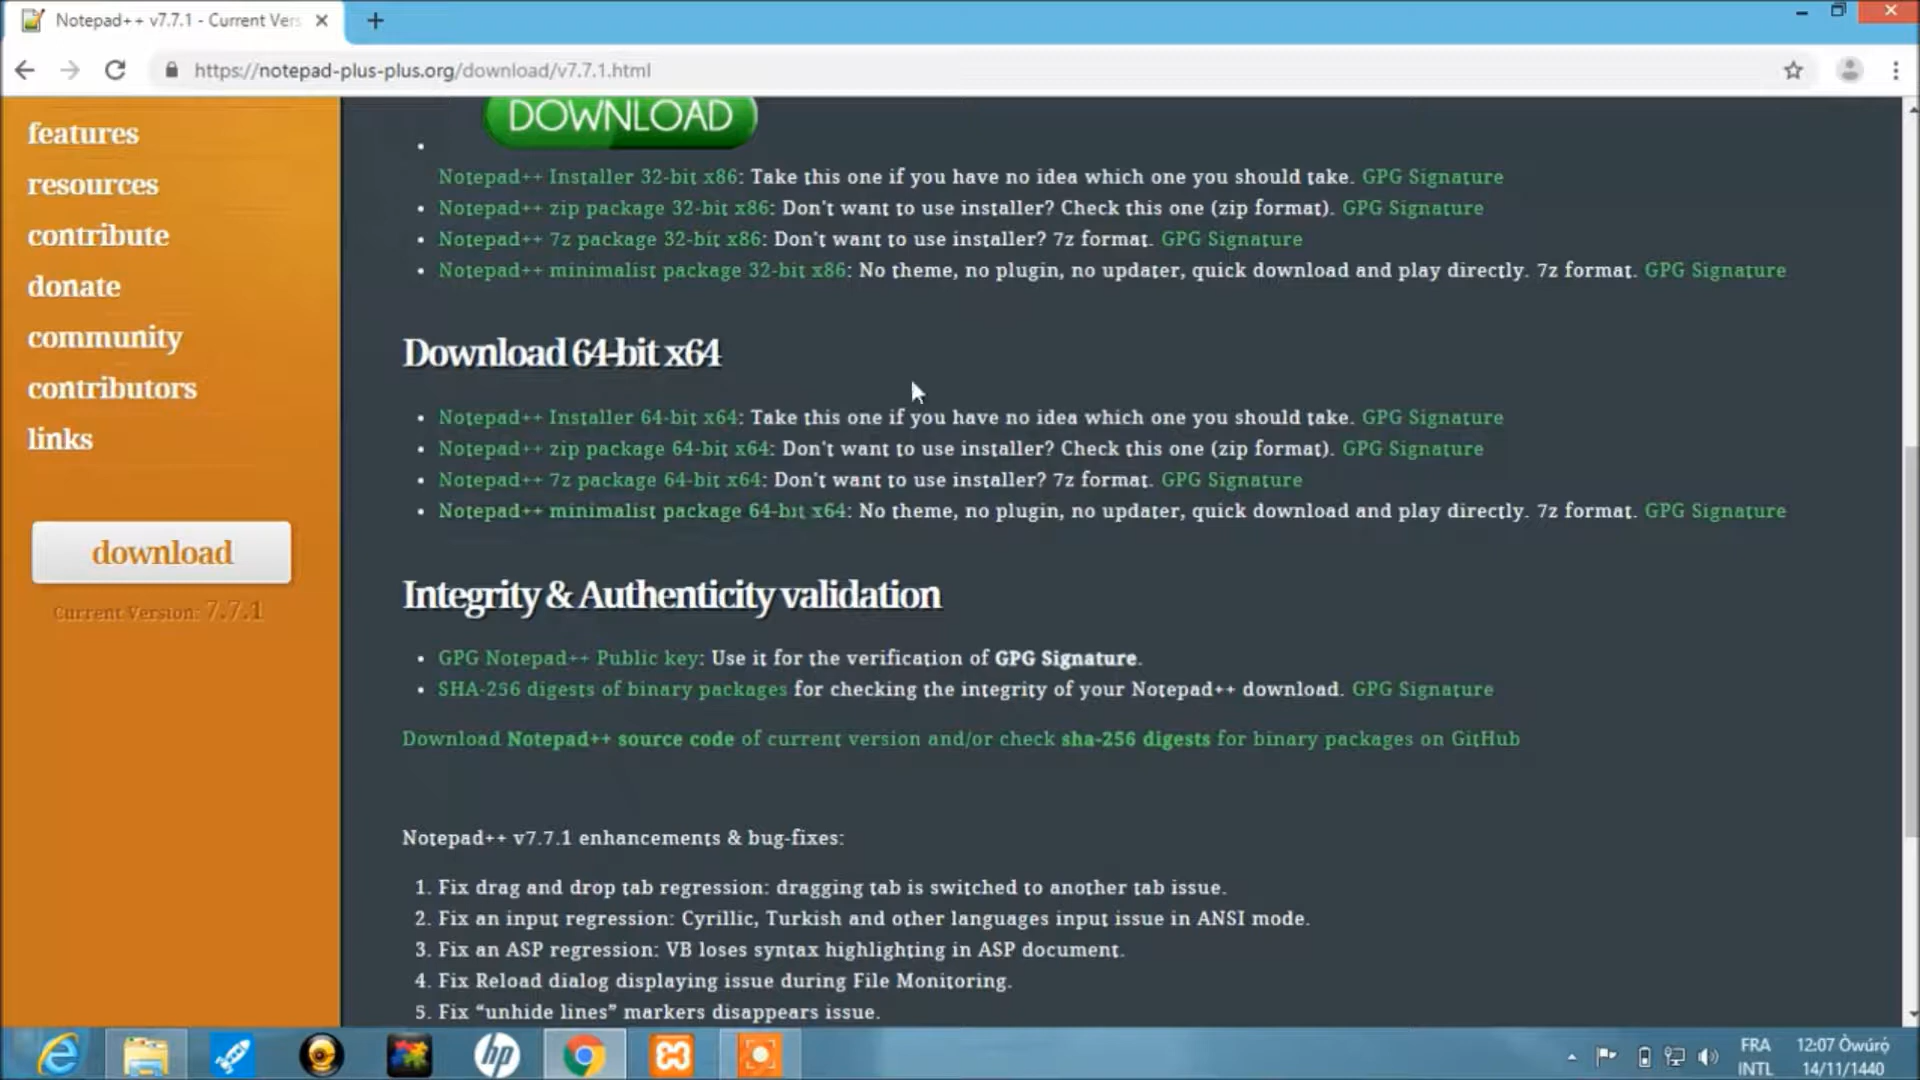 Notepad++ v7.7.1 - Current Vers
https://notepad-plus-plus.org/download/v7.7.1.html
features
resources
contribute
donate
community
contributors
links
download
Current Version: 7.7.1
DOWNLOAD
Notepad++ Installer 32-bit x86: Take this one if you have no idea which one you should take. GPG Signature
Notepad++ zip package 32-bit x86: Don't want to use installer? Check this one (zip format). GPG Signature
Notepad++ 7z package 32-bit x86: Don't want to use installer? 7z format. GPG Signature
Notepad++ minimalist package 32-bit x86: No theme, no plugin, no updater, quick download and play directly. 7z format. GPG Signature
Download 64-bit x64
Notepad++ Installer 64-bit x64: Take this one if you have no idea which one you should take. GPG Signature
Notepad++ zip package 64-bit x64: Don't want to use installer? Check this one (zip format). GPG Signature
Notepad++ 7z package 64-bit x64: Don't want to use installer? 7z format. GPG Signature
Notepad++ minimalist package 64-bit x64: No theme, no plugin, no updater, quick download and play directly. 7z format. GPG Signature
Integrity & Authenticity validation
GPG Notepad++ Public key: Use it for the verification of GPG Signature.
SHA-256 digests of binary packages for checking the integrity of your Notepad++ download. GPG Signature
Download Notepad++ source code of current version and/or check sha-256 digests for binary packages on GitHub
Notepad++ v7.7.1 enhancements & bug-fixes:
1. Fix drag and drop tab regression: dragging tab is switched to another tab issue.
2. Fix an input regression: Cyrillic, Turkish and other languages input issue in ANSI mode.
3. Fix an ASP regression: VB loses syntax highlighting in ASP document.
4. Fix Reload dialog displaying issue during File Monitoring.
5. Fix “unhide lines” markers disappears issue.
hp
FRA
INTL
12:07 Òwúrọ̀
14/11/1440